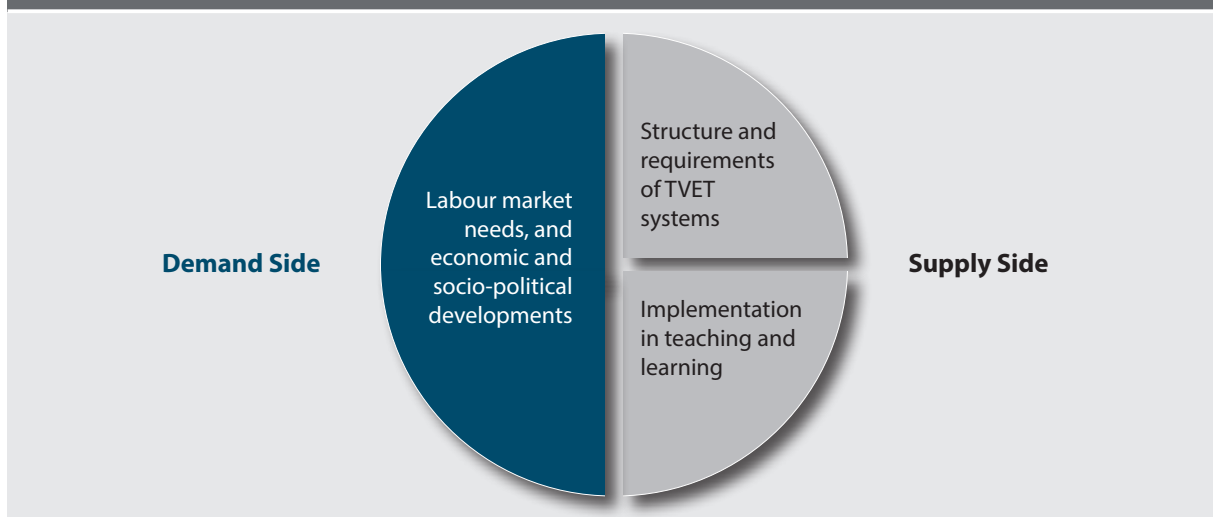 Demand Side
Labour market
needs, and
economic and
socio-political
developments
Structure and
requirements
of TVET
systems
Implementation
in teaching and
learning
Supply Side